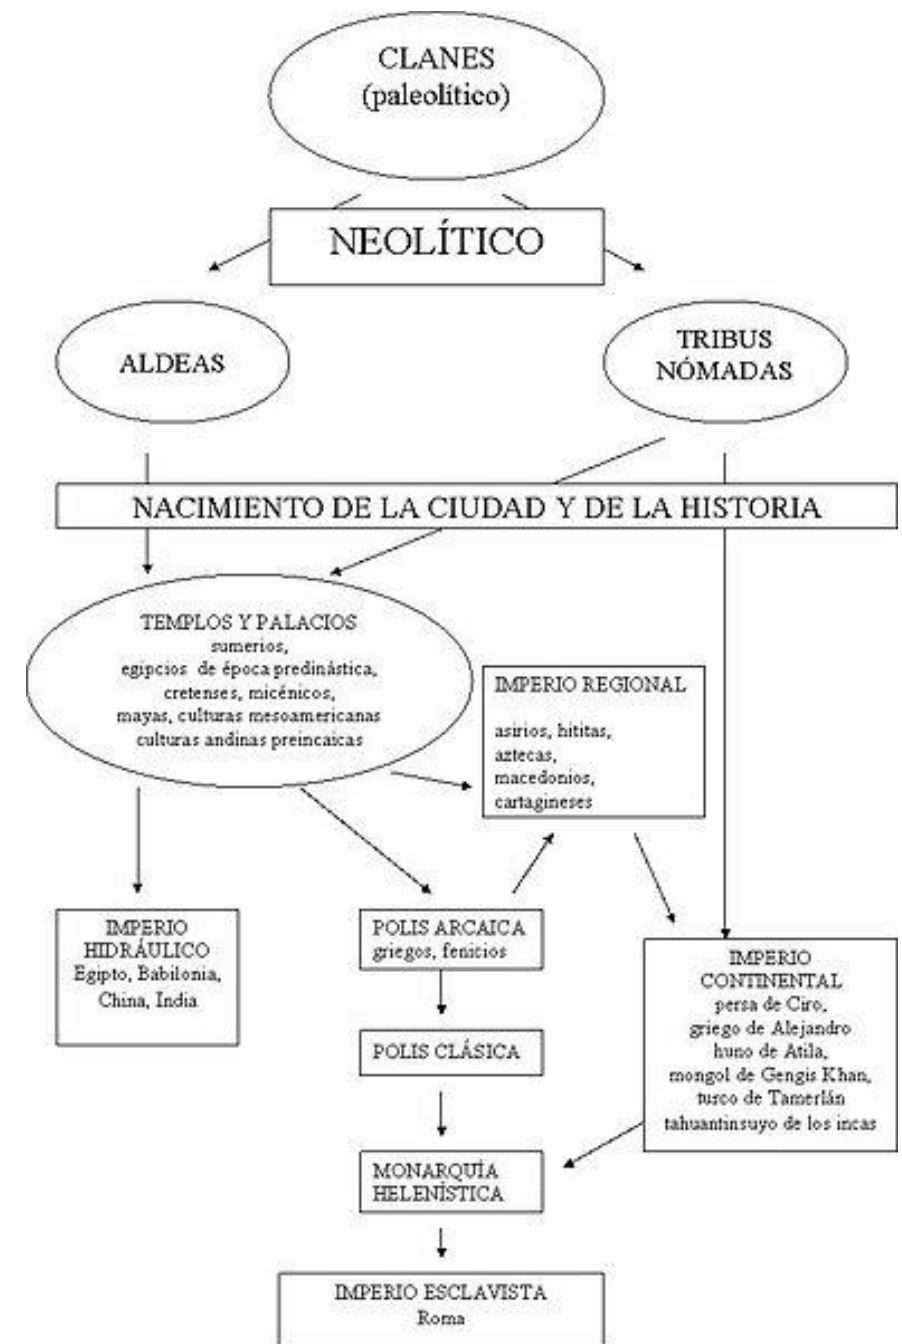 CLANES
(paleolítico)
NEOLÍTICO
ALDEAS
TRIBUS
NÓMADAS
NACIMIENTO DE LA CIUDAD Y DE LA HISTORIA
TEMPLOS Y PALACIOS
sumerios,
egipcios de época predinástica,
cretenses, micénicos,
mayas, culturas mesoamericanas
culturas andinas preincaicas
IMPERIO REGIONAL
asirios, hititas,
aztecas,
macedonios,
cartagineses
IMPERIO
HIDRÁULICO
Egipto, Babilonia,
China, India
POLIS ARCAICA
griegos, fenicios
IMPERIO
CONTINENTAL
persa de Ciro,
griego de Alejandro
huno de Atila,
mongol de Gengis Khan,
turco de Tamerlán
tahuantinsuyo de los incas
POLIS CLÁSICA
MONARQUÍA
HELENÍSTICA
IMPERIO ESCLAVISTA
Roma